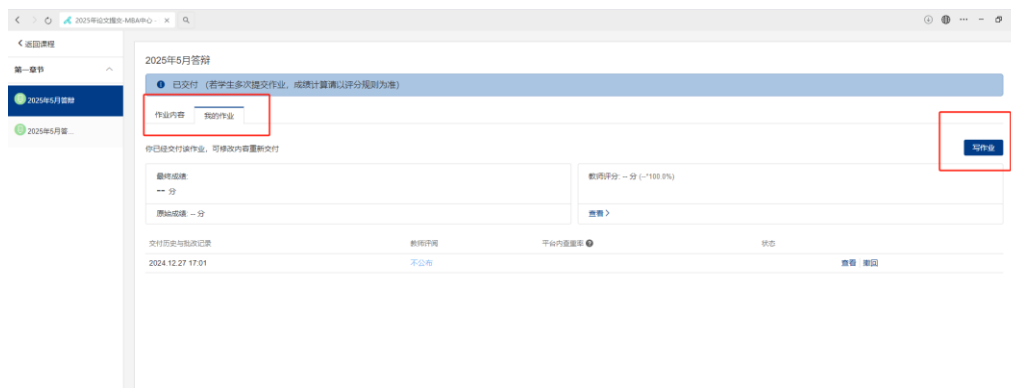 2025年论文提交-MBA中心 -
返回课程
第一章节
2025年5月答辩
2025年5月答...
2025年5月答辩
已交付 （若学生多次提交作业，成绩计算请以评分规则为准）
作业内容 我的作业
你已经交付该作业，可修改内容重新交付
写作业
最终成绩:
-- 分
原始成绩: -- 分
教师评分: -- 分 (--*100.0%)
查看
交付历史与批改记录 教师评阅 平台内查重率 状态
2024.12.27 17:01 不公布 查看 撤回